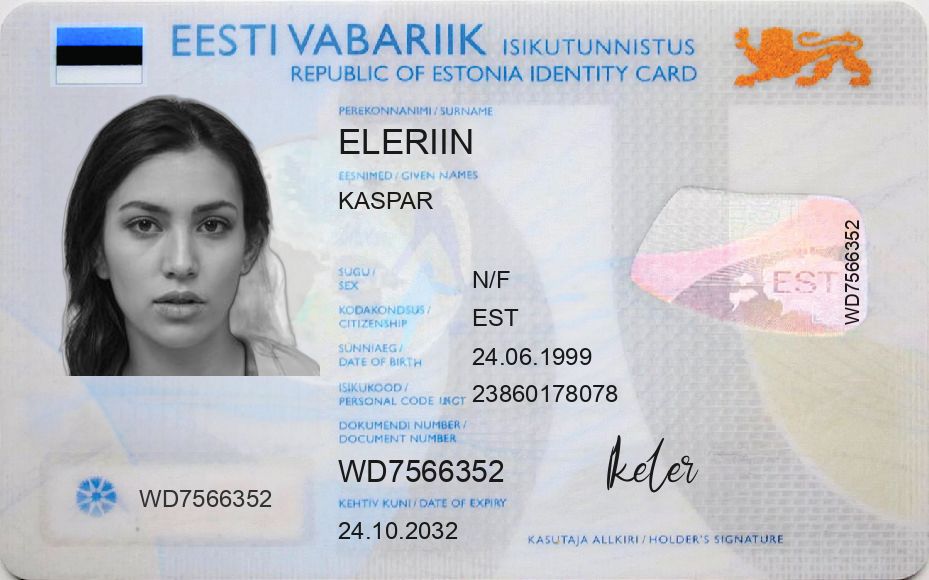 EESTI VABARIIK ISIKUTUNNISTUS
REPUBLIC OF ESTONIA IDENTITY CARD
PEREKONNANIMI / SURNAME
ELERIIN
EESNIMED / GIVEN NAMES
KASPAR
SUGU /
SEX
N/F
KODAKONDSUS /
CITIZENSHIP
EST
SÜNNIAEG /
DATE OF BIRTH
24.06.1999
ISIKUKOOD /
PERSONAL CODE
23860178078
DOKUMENDI NUMBER /
DOCUMENT NUMBER
WD7566352
KEHTIV KUNI / DATE OF EXPIRY
24.10.2032
WD7566352
EST
WD7566352
KASUTAJA ALLKIRI / HOLDER'S SIGNATURE